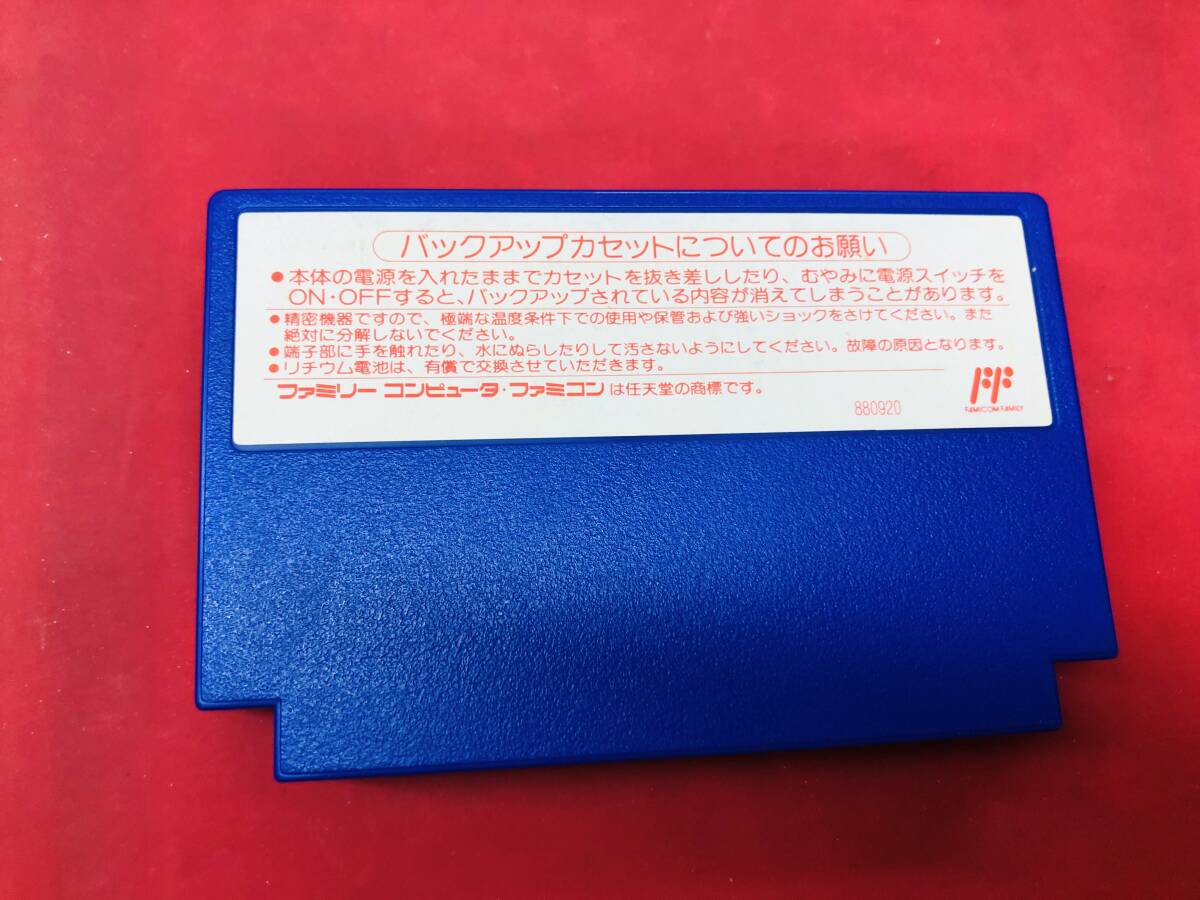 バックアップカセットについてのお願い
●本体の電源を入れたままでカセットを抜き差ししたり、むやみに電源スイッチを
ON・OFFすると、バックアップされている内容が消えてしまうことがあります。
●精密機器ですので、極端な温度条件下での使用や保管および強いショックをさけてください。また
絶対に分解しないでください。
●端子部に手を触れたり、水にぬらしたりして汚さないようにしてください。故障の原因となります。
●リチウム電池は、有償で交換させていただきます。
ファミリー コンピュータ・ファミコンは任天堂の商標です。
880920
FAMICOM FAMILY